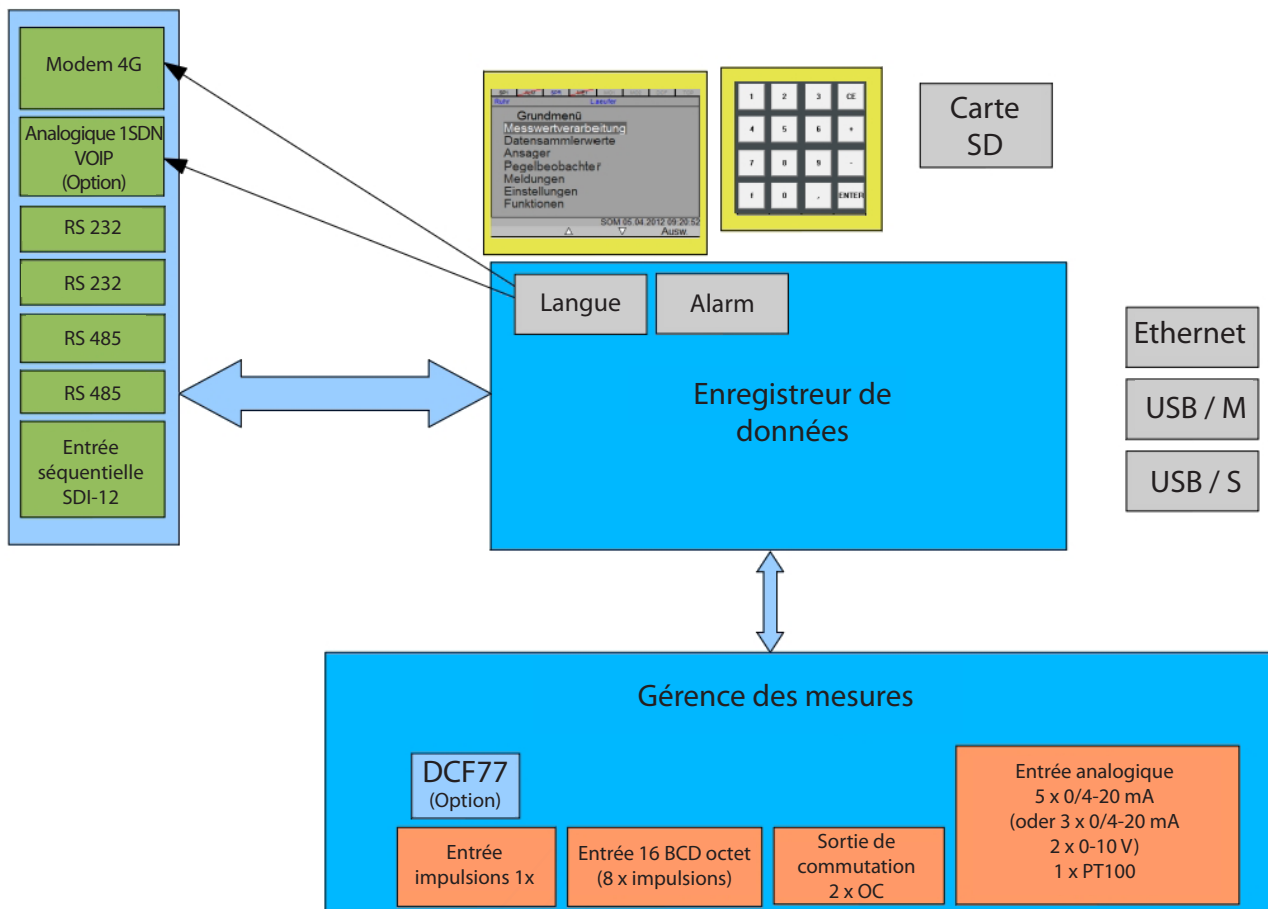 Modem 4G
Analogique 1SDN
VOIP
(Option)
RS 232
RS 232
RS 485
RS 485
Entrée
séquentielle
SDI-12
Ruhr Lasufer
Grundmenü
Messwertverarbeitung
Datensammlerwerte
Ansager
Pegelbeobachter
Meldungen
Einstellungen
Funktionen
SOM 05.04.2012 09:20:52
△ ▽ Ausw.
1 2 3 CE
4 5 6 +
7 8 9 -
f 0 , ENTER
Carte
SD
Langue
Alarm
Enregistreur de
données
Ethernet
USB / M
USB / S
Gérence des mesures
DCF77
(Option)
Entrée
impulsions 1x
Entrée 16 BCD octet
(8 x impulsions)
Sortie de
commutation
2 x OC
Entrée analogique
5 x 0/4-20 mA
(oder 3 x 0/4-20 mA
2 x 0-10 V)
1 x PT100